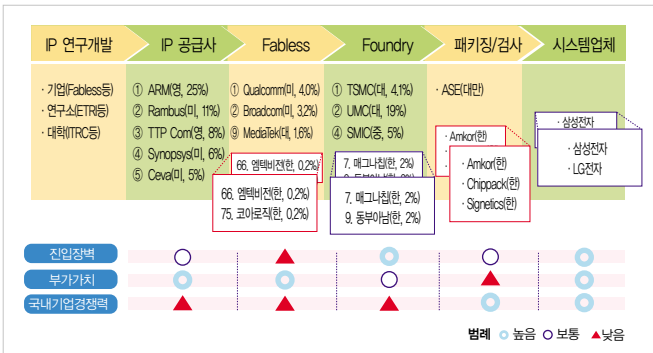 IP 연구개발
IP 공급사
Fabless
Foundry
패키징/검사
시스템업체
· 기업(Fabless등)
· 연구소(ETRI등)
· 대학(ITRC등)
① ARM(영, 25%)
② Rambus(미, 11%)
③ TTP Com(영, 8%)
④ Synopsys(미, 6%)
⑤ Ceva(미, 5%)
① Qualcomm(미, 4.0%)
② Broadcom(미, 3.2%)
⑨ MediaTek(대, 1.6%)
66. 엠텍비전(한, 0.2%)
66. 엠텍비전(한, 0.2%)
75. 코아로직(한, 0.2%)
① TSMC(대, 4.1%)
② UMC(대, 19%)
④ SMIC(중, 5%)
7. 매그나칩(한, 2%)
7. 매그나칩(한, 2%)
9. 동부아남(한, 2%)
· ASE(대만)
· Amkor(한)
· Amkor(한)
· Chippack(한)
· Signetics(한)
· 삼성전자
· 삼성전자
· LG전자
진입장벽
부가가치
국내기업경쟁력
범례 높음 보통 낮음